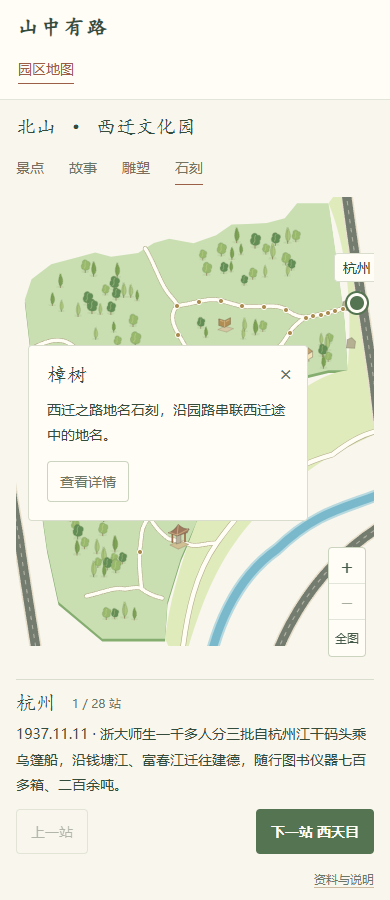 山中有路
园区地图
北山 • 西迁文化园
景点 故事 雕塑 石刻
杭州
樟树 ×
西迁之路地名石刻，沿园路串联西迁途
中的地名。
查看详情
+
−
全图
杭州 1 / 28 站
1937.11.11 · 浙大师生一千多人分三批自杭州江干码头乘
乌篷船，沿钱塘江、富春江迁往建德，随行图书仪器七百
多箱、二百余吨。
上一站 下一站 西天目
资料与说明